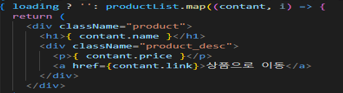 { loading ? '': productList.map((contant, i) => {
return (
<div className="product">
<h1>{ contant.name }</h1>
<div className="product_desc">
<p>{ contant.price }</p>
<a href={contant.link}>상품으로 이동</a>
</div>
</div>